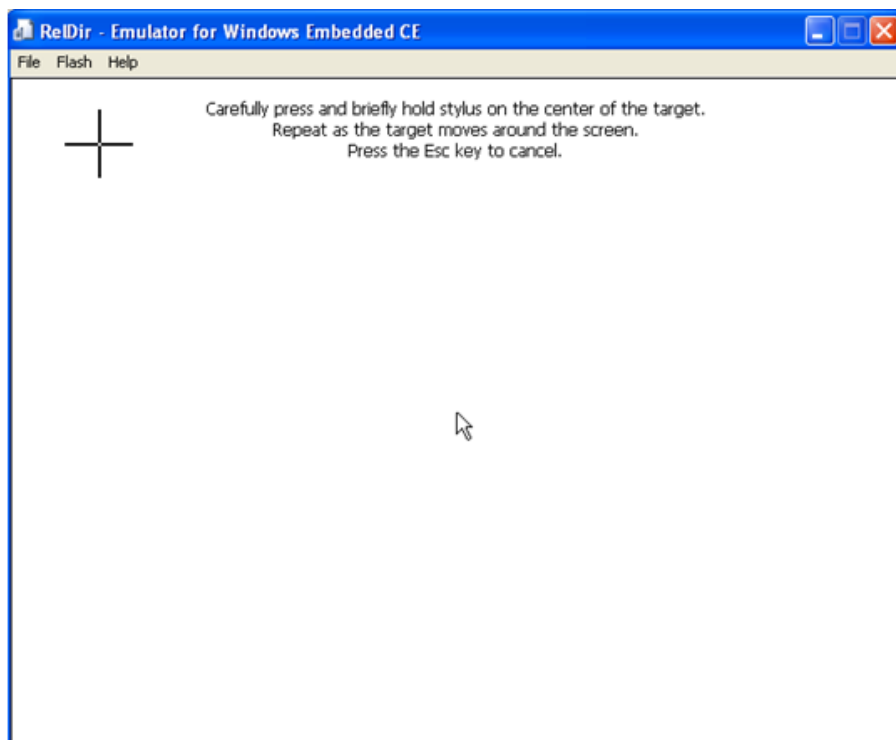 RelDir - Emulator for Windows Embedded CE
File Flash Help
Carefully press and briefly hold stylus on the center of the target.
Repeat as the target moves around the screen.
Press the Esc key to cancel.